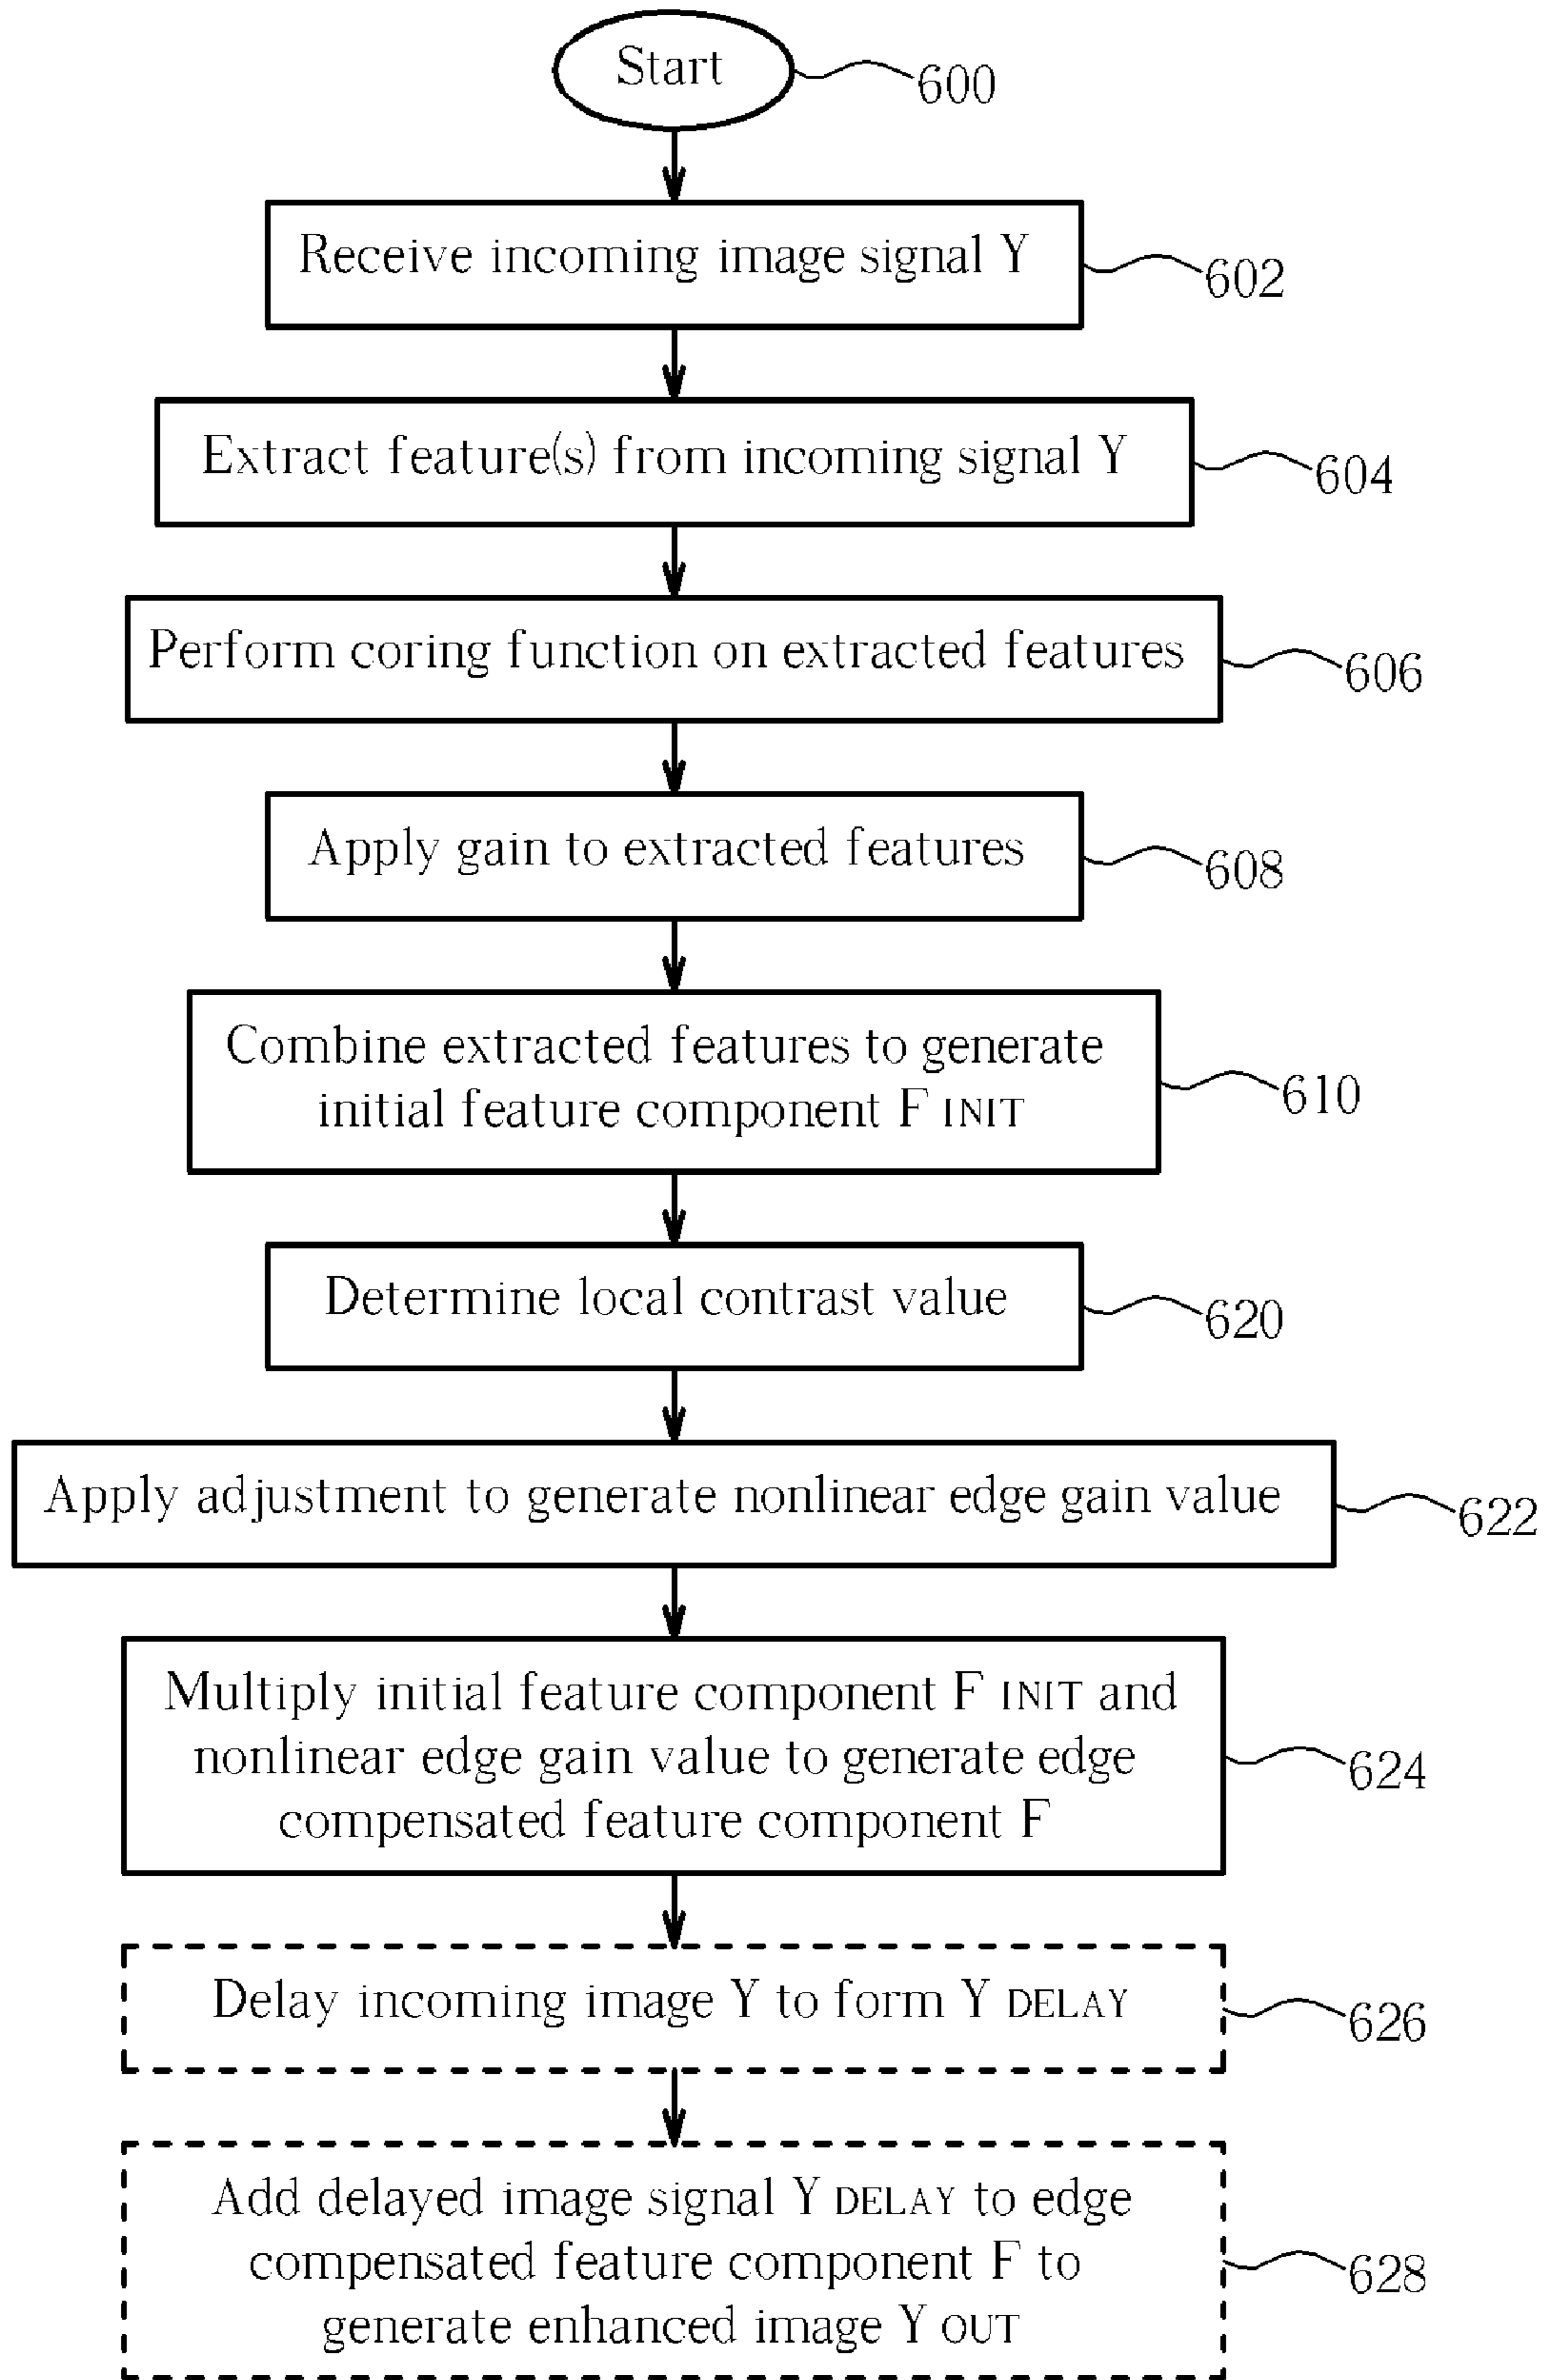 Start
600
Receive incoming image signal Y
602
Extract feature(s) from incoming signal Y
604
Perform coring function on extracted features
606
Apply gain to extracted features
608
Combine extracted features to generate
initial feature component F INIT
610
Determine local contrast value
620
Apply adjustment to generate nonlinear edge gain value
622
Multiply initial feature component F INIT and
nonlinear edge gain value to generate edge
compensated feature component F
624
Delay incoming image Y to form Y DELAY
626
Add delayed image signal Y DELAY to edge
compensated feature component F to
generate enhanced image Y OUT
628